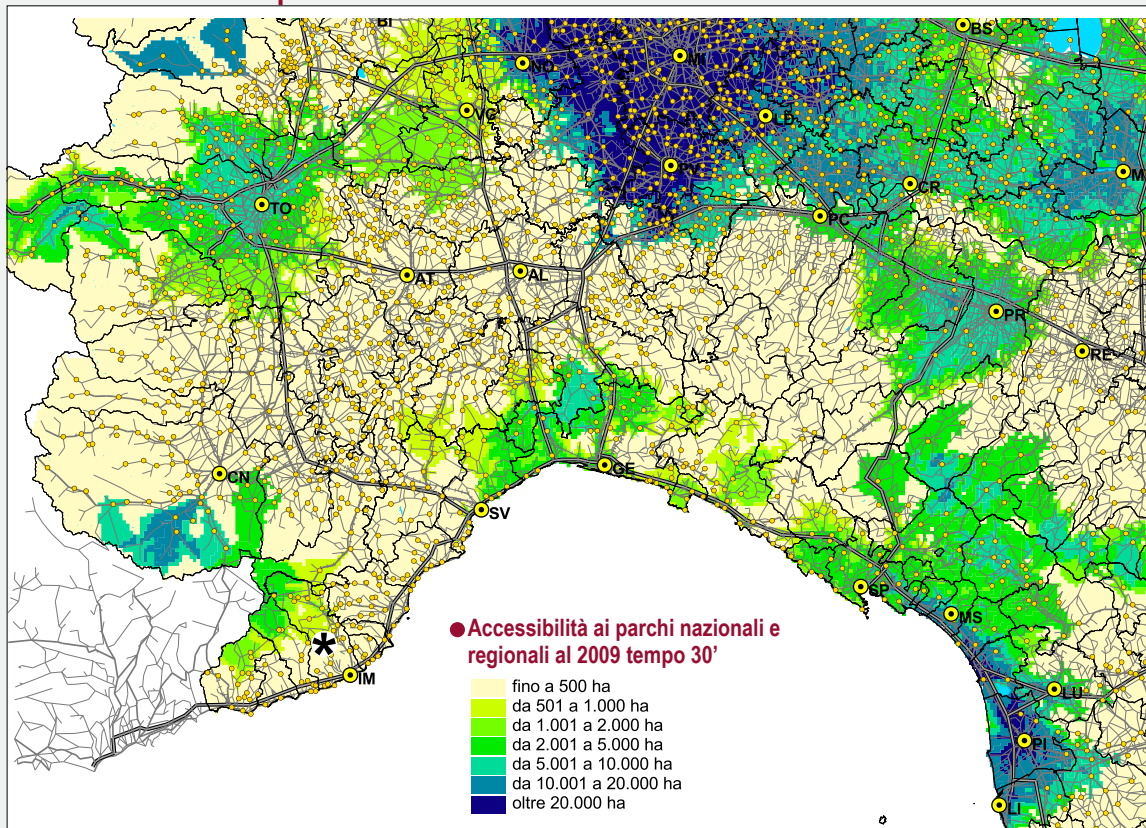 BI
BS
NO
MI
VC
LO
PV
M
TO
CR
PC
AT
AL
PR
RE
GE
CN
SV
SP
MS
*
IM
LU
PI
LI
● Accessibilità ai parchi nazionali e
regionali al 2009 tempo 30’
fino a 500 ha
da 501 a 1.000 ha
da 1.001 a 2.000 ha
da 2.001 a 5.000 ha
da 5.001 a 10.000 ha
da 10.001 a 20.000 ha
oltre 20.000 ha